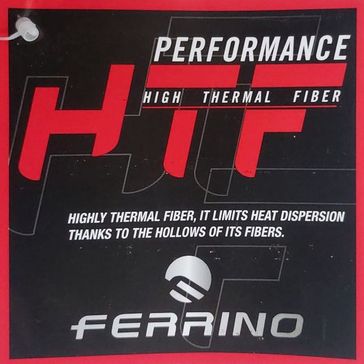 PERFORMANCE
HTF
HIGH THERMAL FIBER
HIGHLY THERMAL FIBER, IT LIMITS HEAT DISPERSION
THANKS TO THE HOLLOWS OF ITS FIBERS.
FERRINO